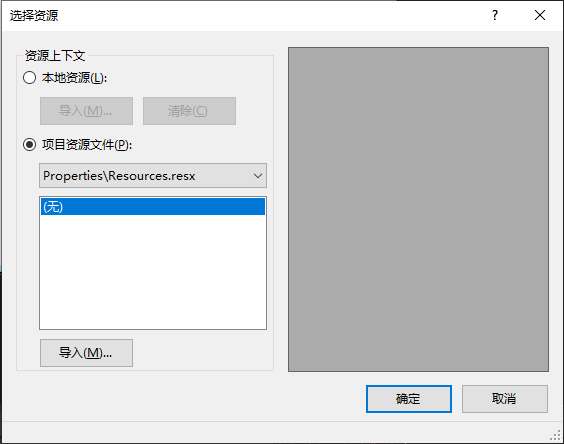 选择资源
?
资源上下文
本地资源(L):
导入(M)...
清除(C)
项目资源文件(P):
Properties\Resources.resx
(无)
导入(M)...
确定
取消